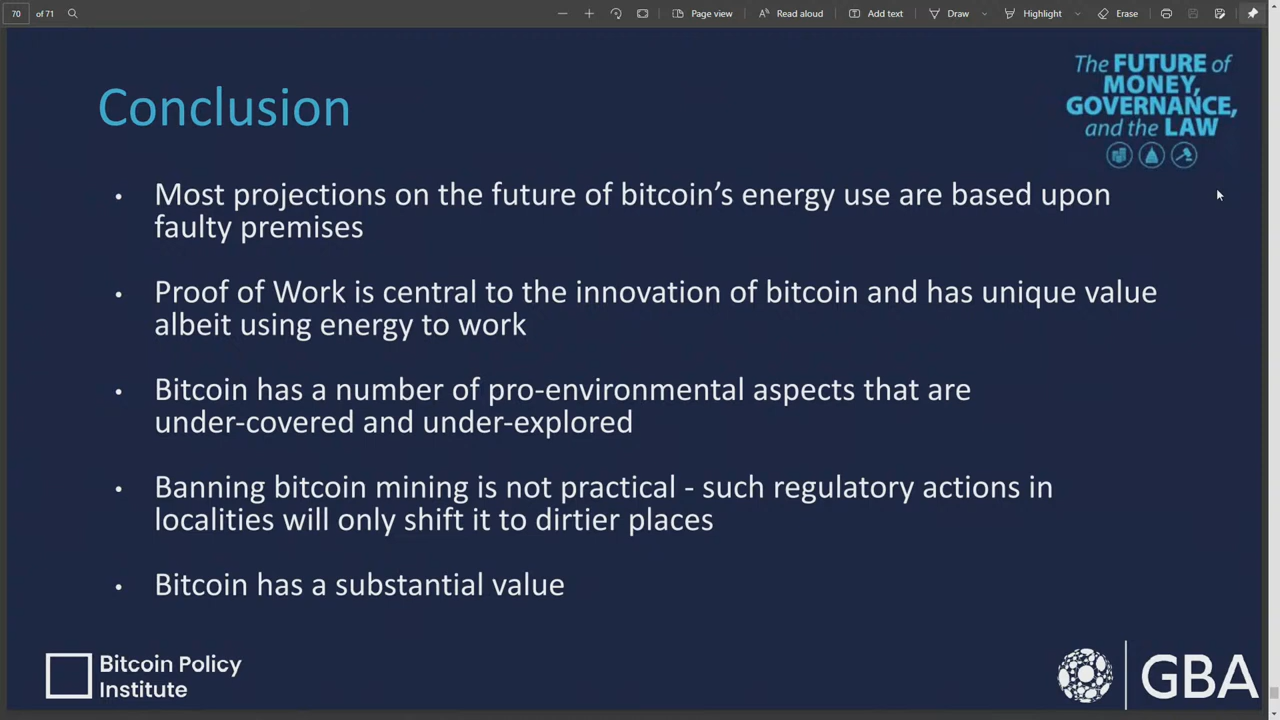 70 of 71 Page view Read aloud Add text Draw Highlight Erase
The FUTURE of
MONEY,
GOVERNANCE,
and the LAW
Conclusion
• Most projections on the future of bitcoin’s energy use are based upon
faulty premises
• Proof of Work is central to the innovation of bitcoin and has unique value
albeit using energy to work
• Bitcoin has a number of pro-environmental aspects that are
under-covered and under-explored
• Banning bitcoin mining is not practical - such regulatory actions in
localities will only shift it to dirtier places
• Bitcoin has a substantial value
Bitcoin Policy
Institute
GBA